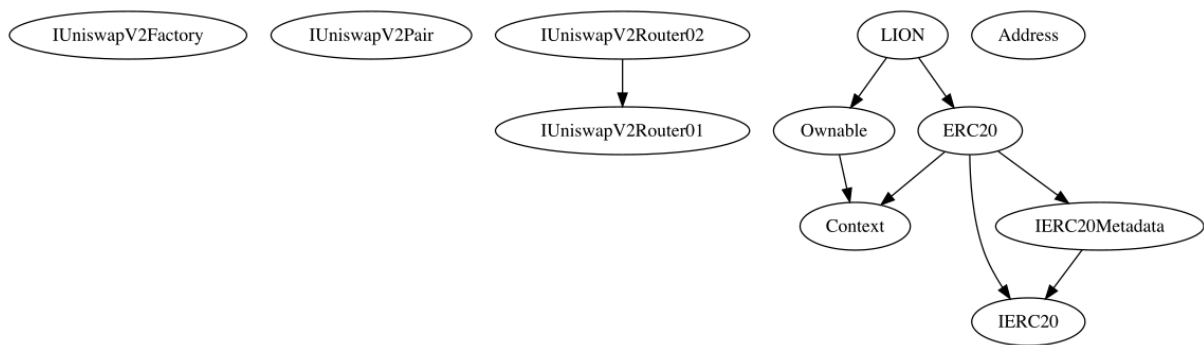 IUniswapV2Factory
IUniswapV2Pair
IUniswapV2Router02
LION
Address
IUniswapV2Router01
Ownable
ERC20
Context
IERC20Metadata
IERC20